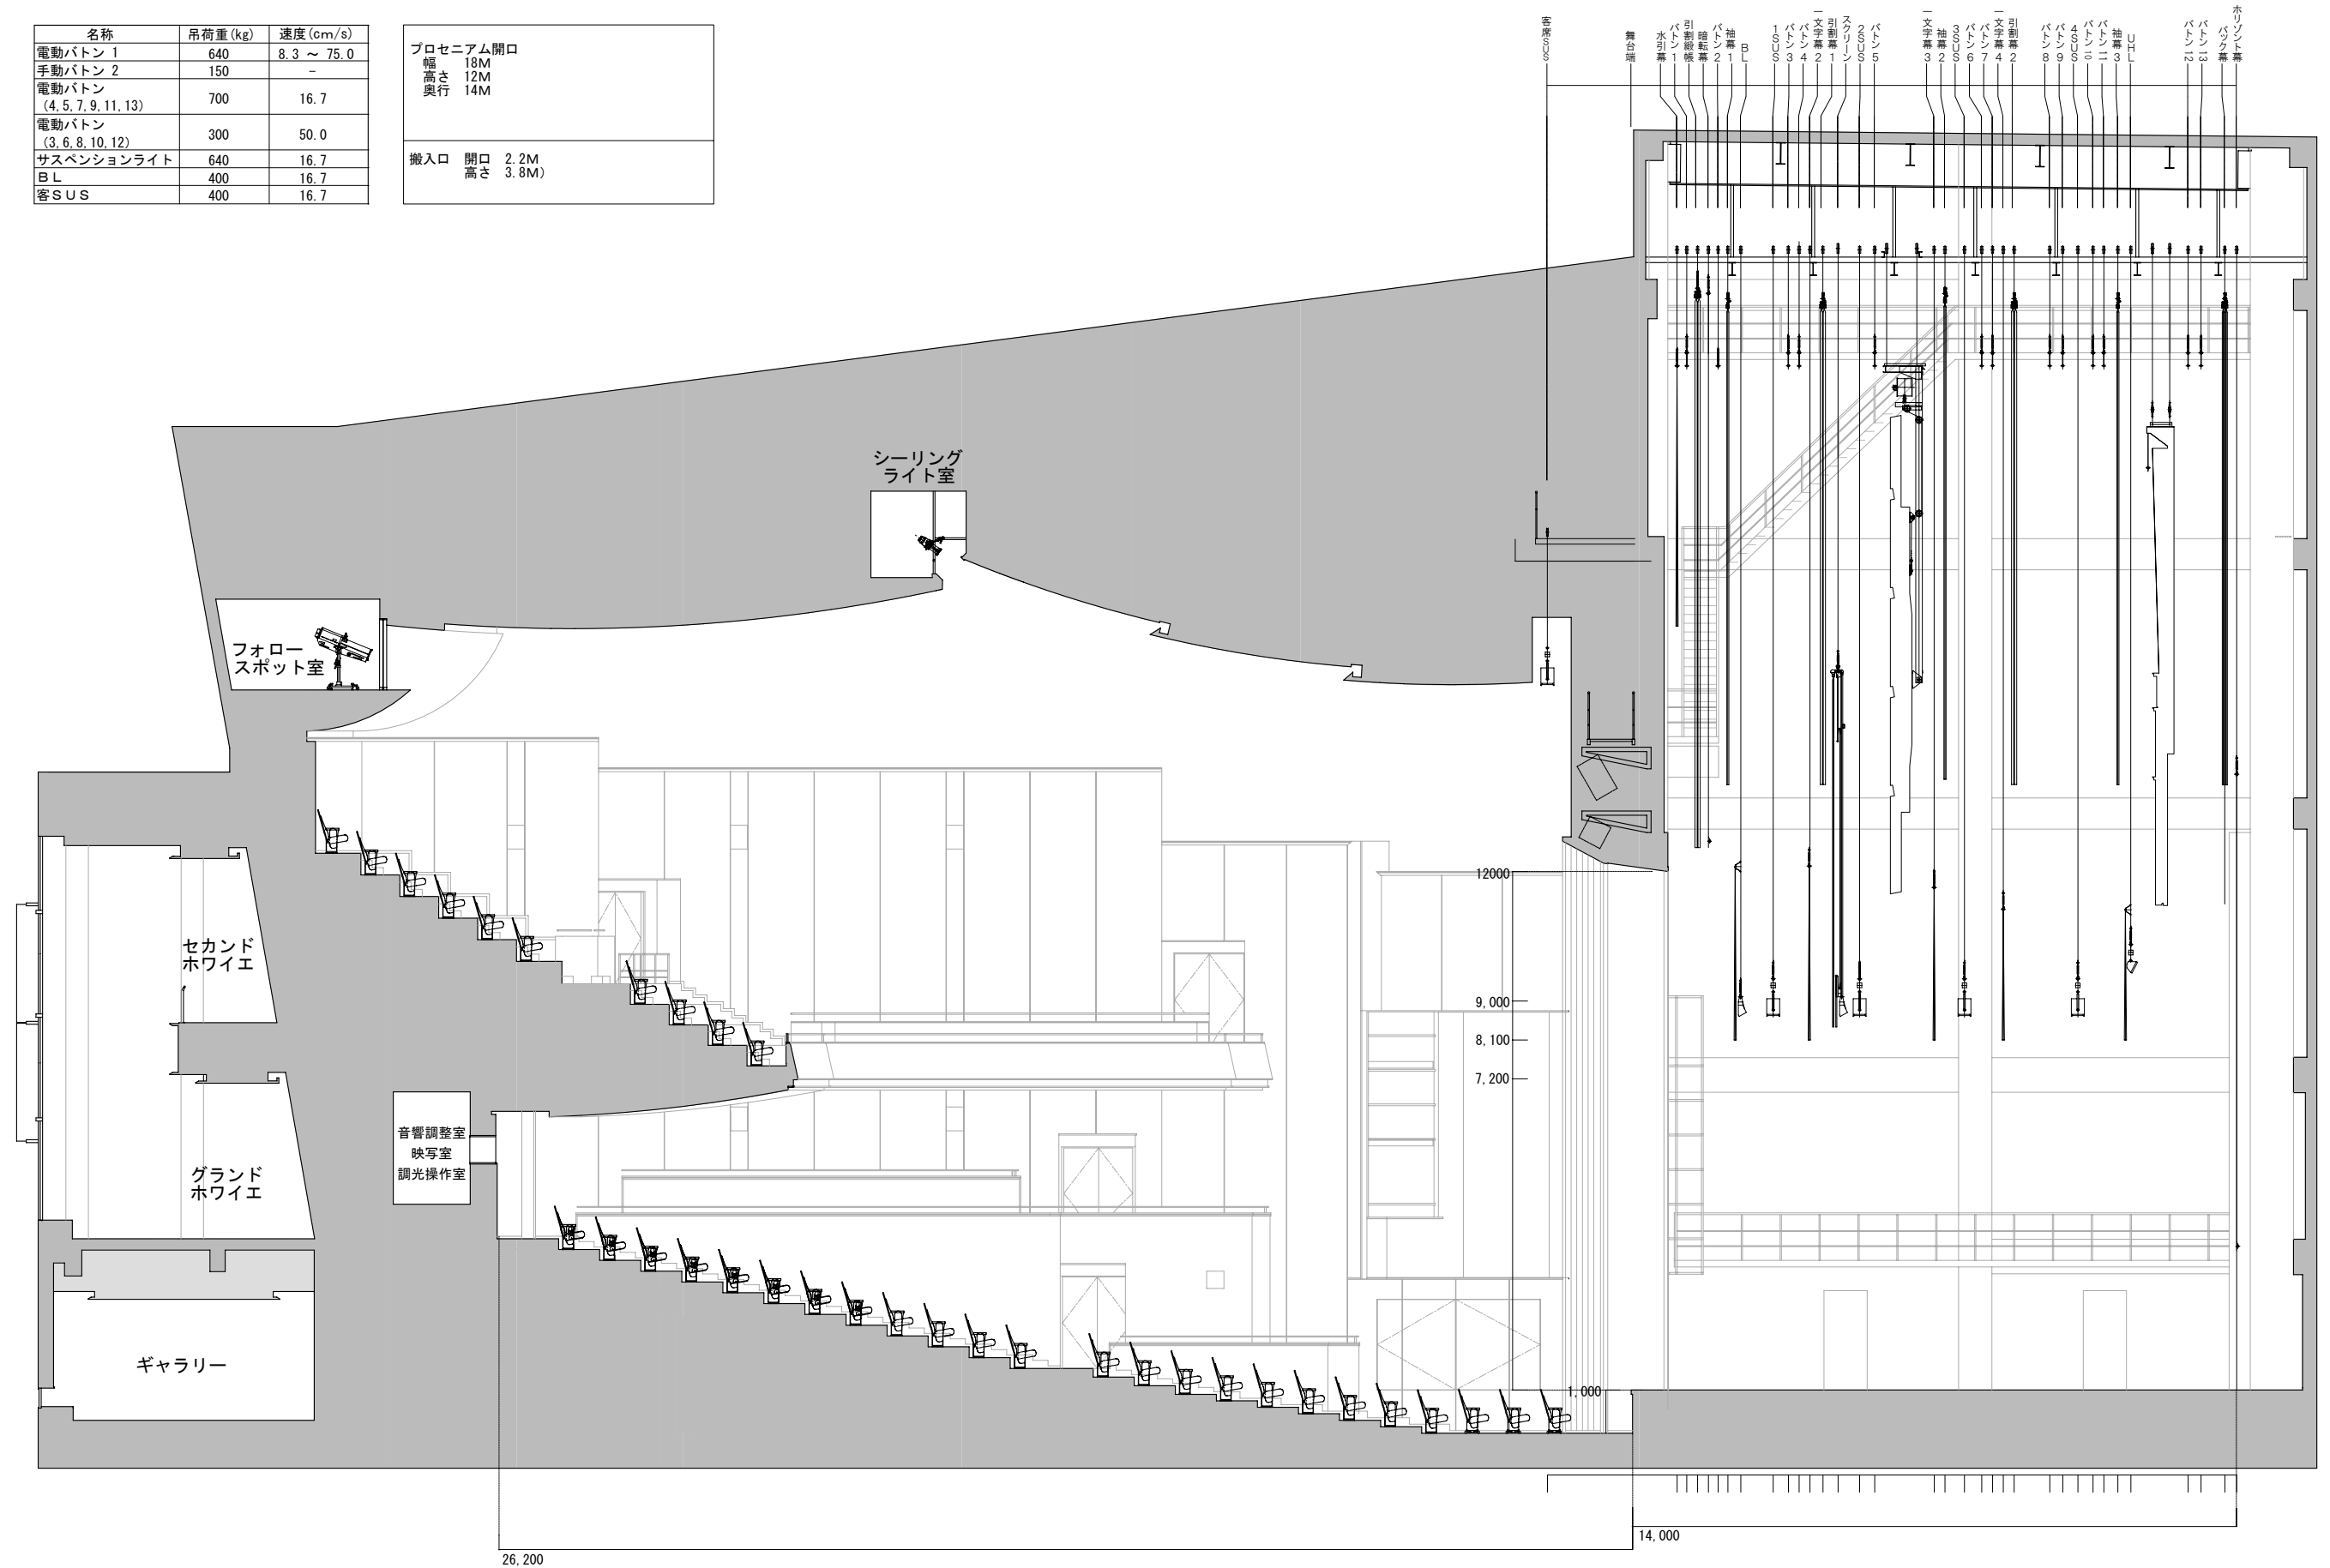 名称 吊荷重(kg) 速度(cm/s)
電動バトン 1 640 8.3 ～ 75.0
手動バトン 2 150 -
電動バトン
(4,5,7,9,11,13) 700 16.7
電動バトン
(3,6,8,10,12) 300 50.0
サスペンションライト 640 16.7
ＢＬ 400 16.7
客ＳＵＳ 400 16.7
プロセニアム開口
幅 18M
高さ 12M
奥行 14M
搬入口 開口 2.2M
高さ 3.8M)
客席SUS
舞台端
水引幕
バトン1
引割緞帳
暗転幕
バトン2
袖幕1
BL
1SUS
バトン3
バトン4
一文字幕2
引割幕1
スクリーン
2SUS
バトン5
一文字幕3
袖幕2
3SUS
バトン6
バトン7
一文字幕4
引割幕2
バトン8
バトン9
4SUS
バトン10
バトン11
袖幕3
UHL
バトン12
バトン13
バック幕
ホリゾント幕
シーリング
ライト室
フォロー
スポット室
セカンド
ホワイエ
グランド
ホワイエ
ギャラリー
音響調整室
映写室
調光操作室
12000
9,000
8,100
7,200
1,000
14,000
26,200